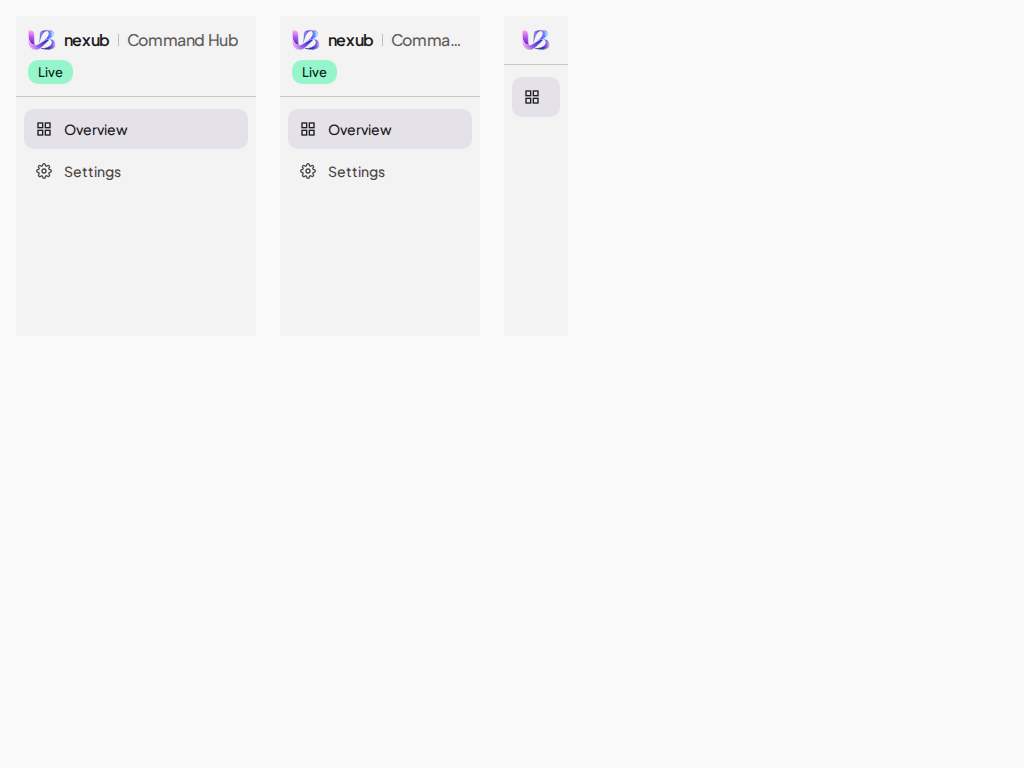 nexub | Command Hub
Live
Overview
Settings
nexub | Comma...
Live
Overview
Settings